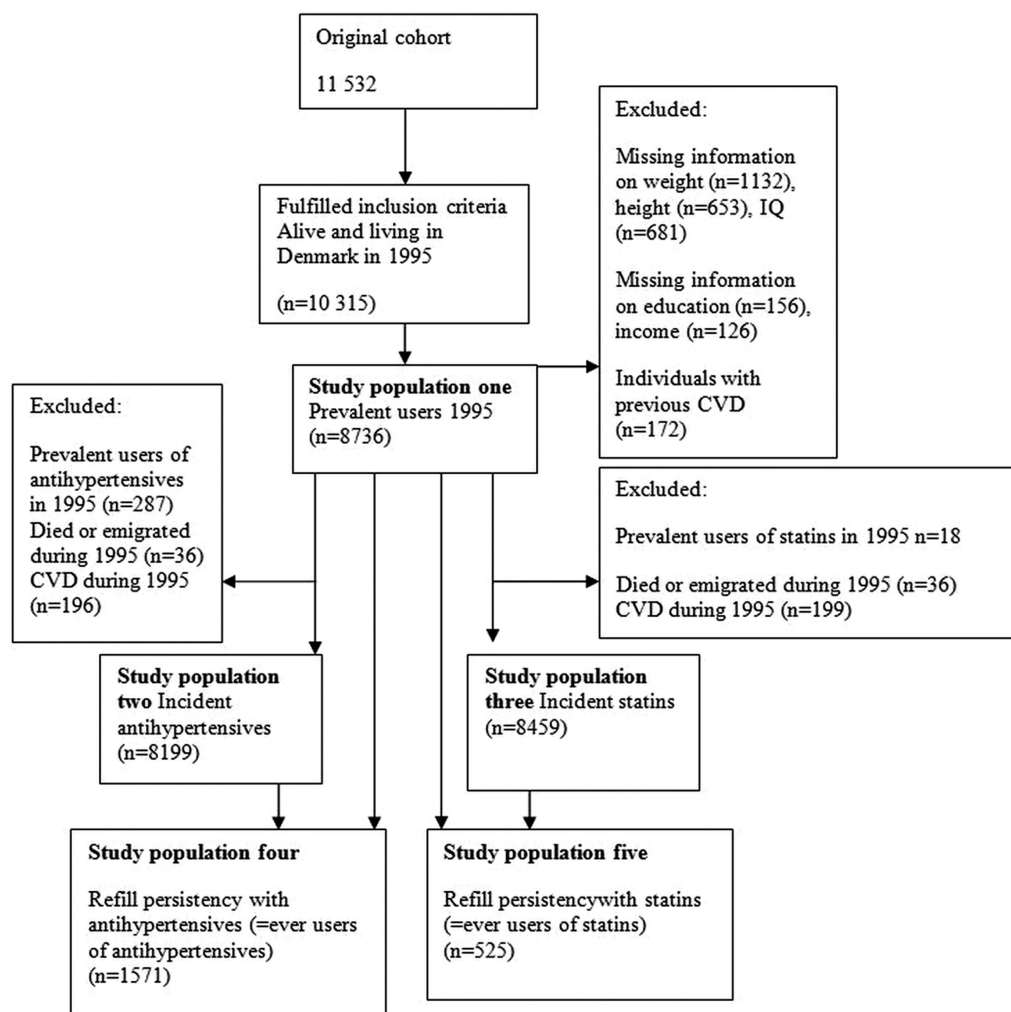 Original cohort
11 532
Excluded:
Missing information
on weight (n=1132),
height (n=653), IQ
(n=681)
Missing information
on education (n=156),
income (n=126)
Individuals with
previous CVD
(n=172)
Fulfilled inclusion criteria
Alive and living in
Denmark in 1995
(n=10 315)
Study population one
Prevalent users 1995
(n=8736)
Excluded:
Prevalent users of
antihypertensives
in 1995 (n=287)
Died or emigrated
during 1995 (n=36)
CVD during 1995
(n=196)
Excluded:
Prevalent users of statins in 1995 n=18
Died or emigrated during 1995 (n=36)
CVD during 1995 (n=199)
Study population
two Incident
antihypertensives
(n=8199)
Study population
three Incident statins
(n=8459)
Study population four
Refill persistency with
antihypertensives (=ever users
of antihypertensives)
(n=1571)
Study population five
Refill persistencywith statins
(=ever users of statins)
(n=525)